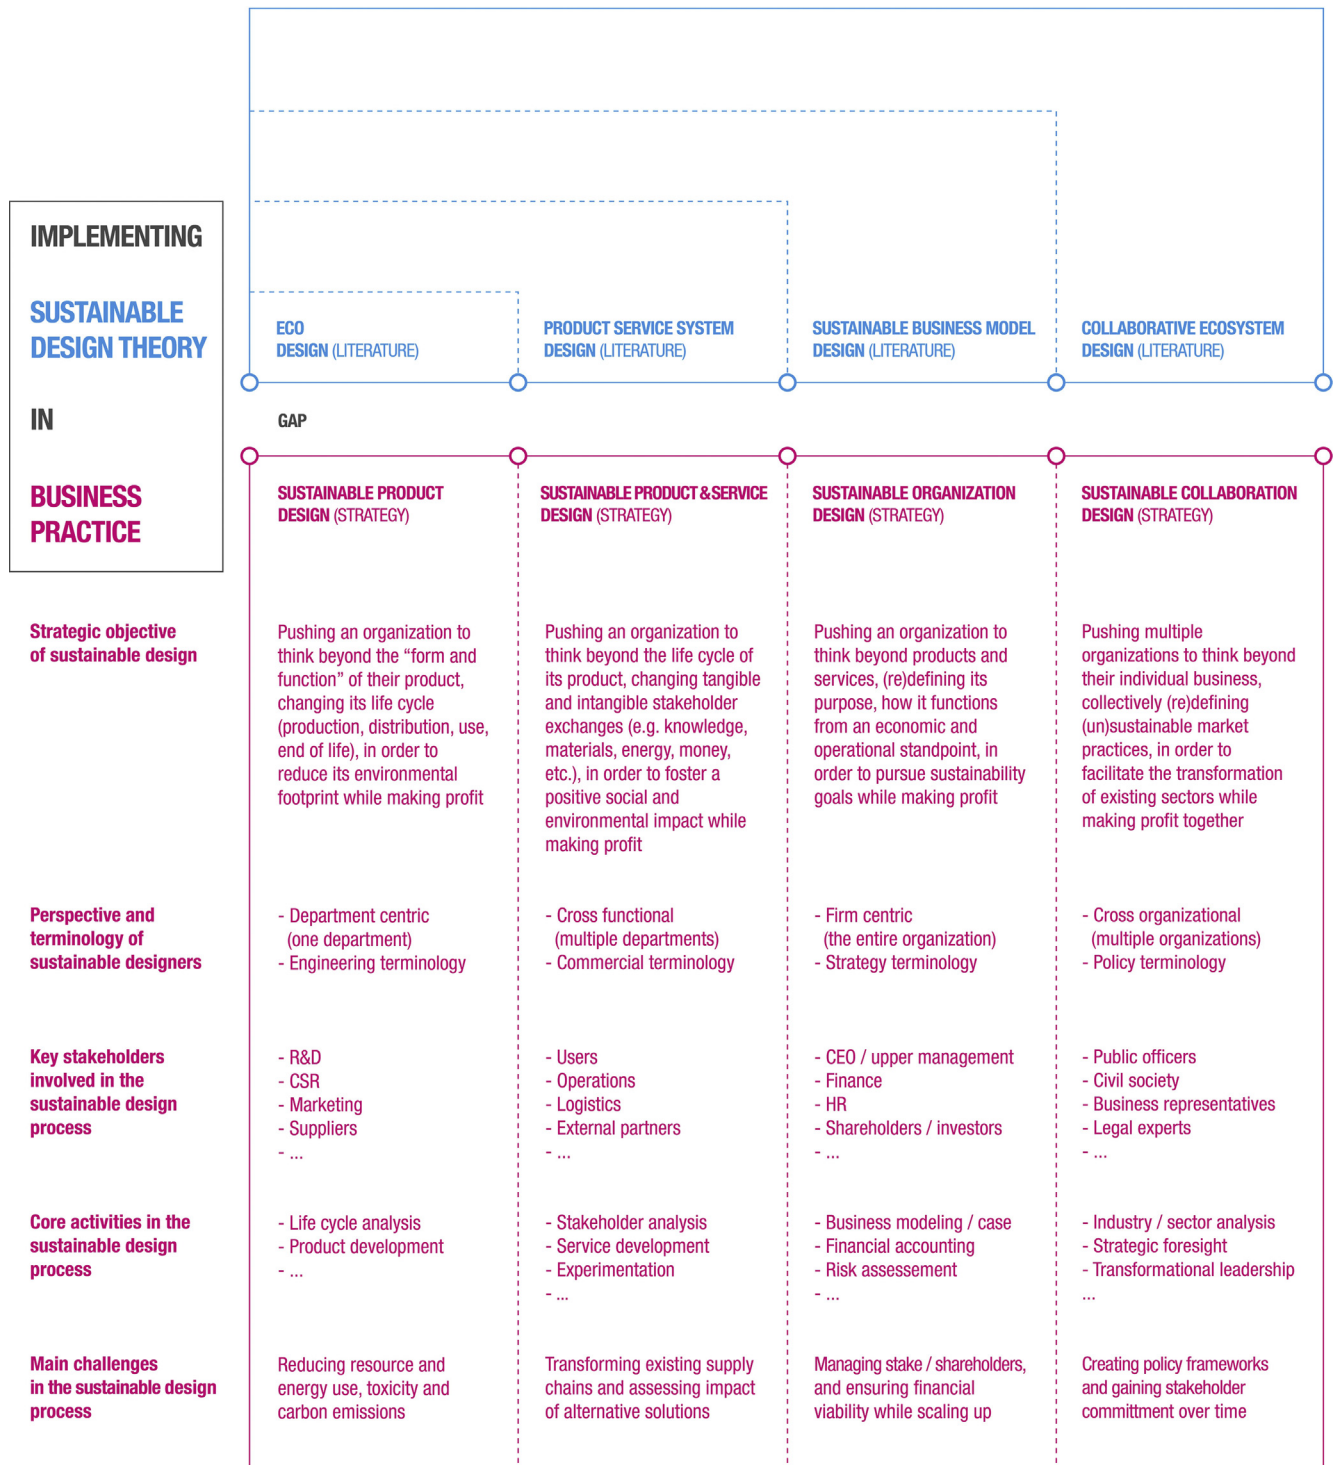 IMPLEMENTING
SUSTAINABLE
DESIGN THEORY
IN
BUSINESS
PRACTICE
ECO
DESIGN (LITERATURE)
PRODUCT SERVICE SYSTEM
DESIGN (LITERATURE)
SUSTAINABLE BUSINESS MODEL
DESIGN (LITERATURE)
COLLABORATIVE ECOSYSTEM
DESIGN (LITERATURE)
GAP
SUSTAINABLE PRODUCT
DESIGN (STRATEGY)
SUSTAINABLE PRODUCT & SERVICE
DESIGN (STRATEGY)
SUSTAINABLE ORGANIZATION
DESIGN (STRATEGY)
SUSTAINABLE COLLABORATION
DESIGN (STRATEGY)
Strategic objective
of sustainable design
Pushing an organization to
think beyond the “form and
function” of their product,
changing its life cycle
(production, distribution, use,
end of life), in order to
reduce its environmental
footprint while making profit
Pushing an organization to
think beyond the life cycle of
its product, changing tangible
and intangible stakeholder
exchanges (e.g. knowledge,
materials, energy, money,
etc.), in order to foster a
positive social and
environmental impact while
making profit
Pushing an organization to
think beyond products and
services, (re)defining its
purpose, how it functions
from an economic and
operational standpoint, in
order to pursue sustainability
goals while making profit
Pushing multiple
organizations to think beyond
their individual business,
collectively (re)defining
(un)sustainable market
practices, in order to
facilitate the transformation
of existing sectors while
making profit together
Perspective and
terminology of
sustainable designers
- Department centric
(one department)
- Engineering terminology
- Cross functional
(multiple departments)
- Commercial terminology
- Firm centric
(the entire organization)
- Strategy terminology
- Cross organizational
(multiple organizations)
- Policy terminology
Key stakeholders
involved in the
sustainable design
process
- R&D
- CSR
- Marketing
- Suppliers
- ...
- Users
- Operations
- Logistics
- External partners
- ...
- CEO / upper management
- Finance
- HR
- Shareholders / investors
- ...
- Public officers
- Civil society
- Business representatives
- Legal experts
- ...
Core activities in the
sustainable design
process
- Life cycle analysis
- Product development
- ...
- Stakeholder analysis
- Service development
- Experimentation
- ...
- Business modeling / case
- Financial accounting
- Risk assessement
- ...
- Industry / sector analysis
- Strategic foresight
- Transformational leadership
...
Main challenges
in the sustainable design
process
Reducing resource and
energy use, toxicity and
carbon emissions
Transforming existing supply
chains and assessing impact
of alternative solutions
Managing stake / shareholders,
and ensuring financial
viability while scaling up
Creating policy frameworks
and gaining stakeholder
committment over time